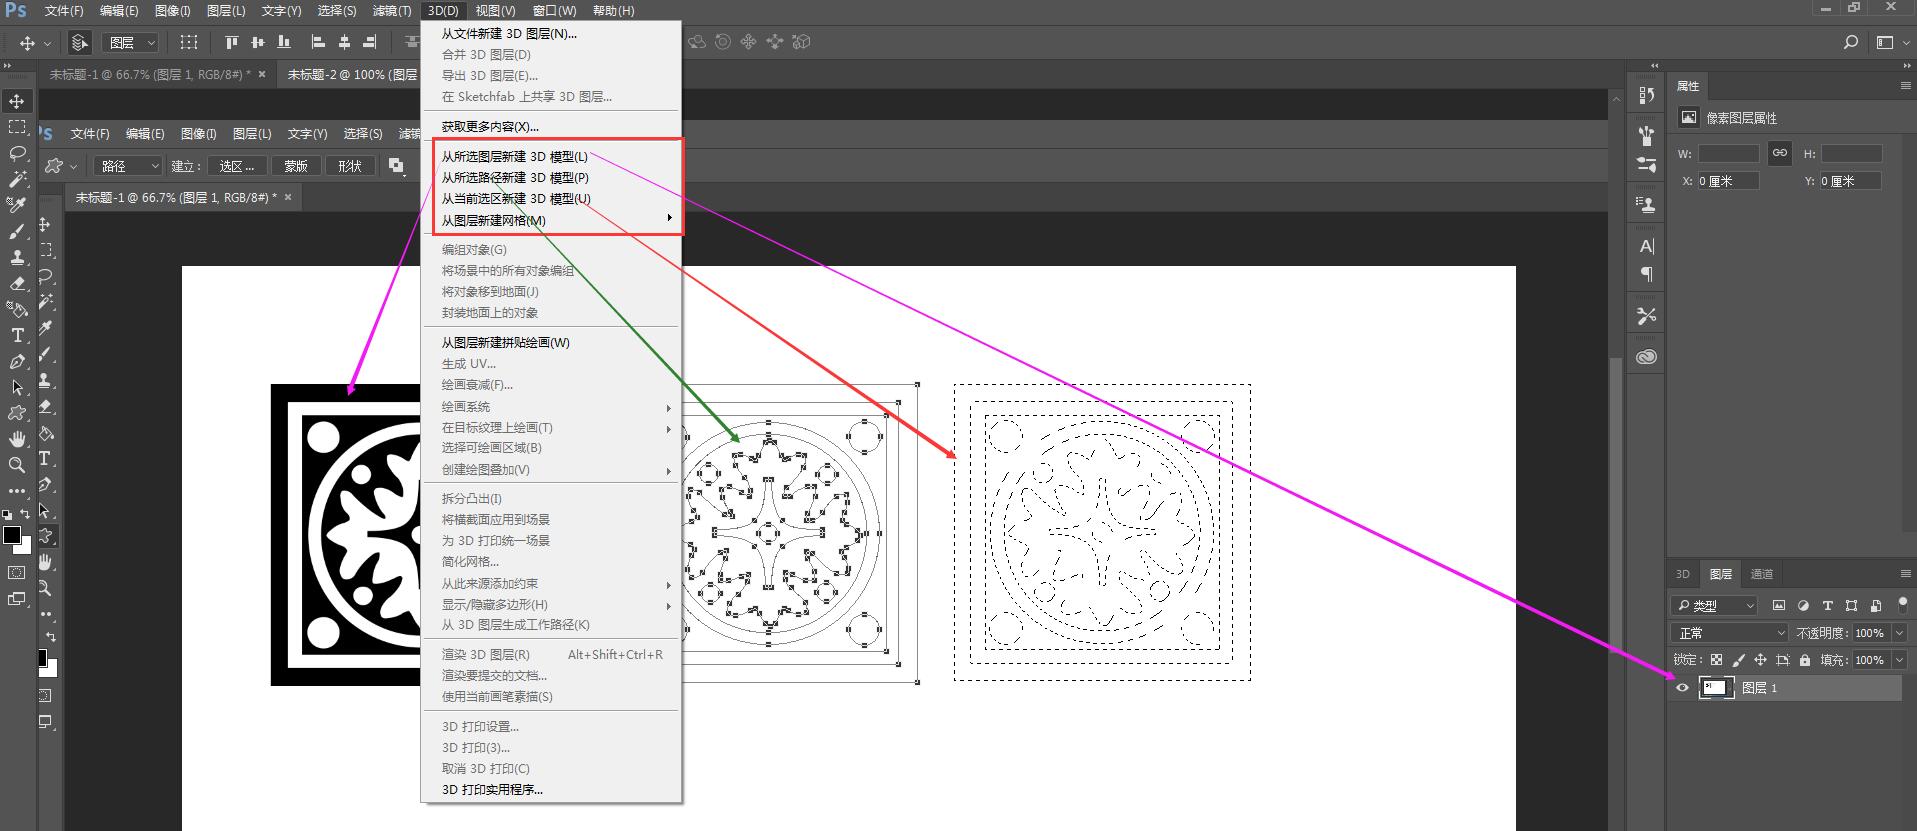 Ps 文件(F) 编辑(E) 图像(I) 图层(L) 文字(Y) 选择(S) 滤镜(T) 3D(D) 视图(V) 窗口(W) 帮助(H)
图层
未标题-1 @ 66.7% (图层 1, RGB/8#) * × 未标题-2 @ 100% (图层
文件(F) 编辑(E) 图像(I) 图层(L) 文字(Y) 选择(S) 滤镜
路径 建立: 选区... 蒙版 形状
未标题-1 @ 66.7% (图层 1, RGB/8#) * ×
从文件新建 3D 图层(N)...
合并 3D 图层(D)
导出 3D 图层(E)...
在 Sketchfab 上共享 3D 图层...
获取更多内容(X)...
从所选图层新建 3D 模型(L)
从所选路径新建 3D 模型(P)
从当前选区新建 3D 模型(U)
从图层新建网格(M)
编组对象(G)
将场景中的所有对象编组
将对象移到地面(J)
封装地面上的对象
从图层新建拼贴绘画(W)
生成 UV...
绘画衰减(F)...
绘画系统
在目标纹理上绘画(T)
选择可绘画区域(B)
创建绘图叠加(V)
拆分凸出(I)
将横截面应用到场景
为 3D 打印统一场景
简化网格...
从此来源添加约束
显示/隐藏多边形(H)
从 3D 图层生成工作路径(K)
渲染 3D 图层(R) Alt+Shift+Ctrl+R
渲染要提交的文档...
使用当前画笔素描(S)
3D 打印设置...
3D 打印(3)...
取消 3D 打印(C)
3D 打印实用程序...
属性
像素图层属性
W: H:
X: 0 厘米 Y: 0 厘米
3D 图层 通道
类型
正常 不透明度: 100%
锁定: 填充: 100%
图层 1